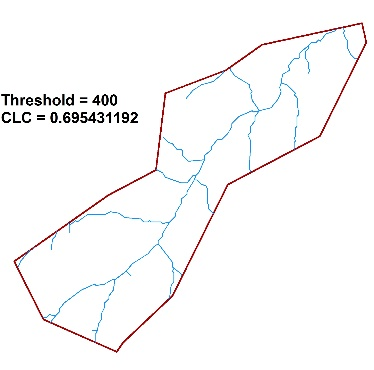 Threshold = 400
CLC = 0.695431192